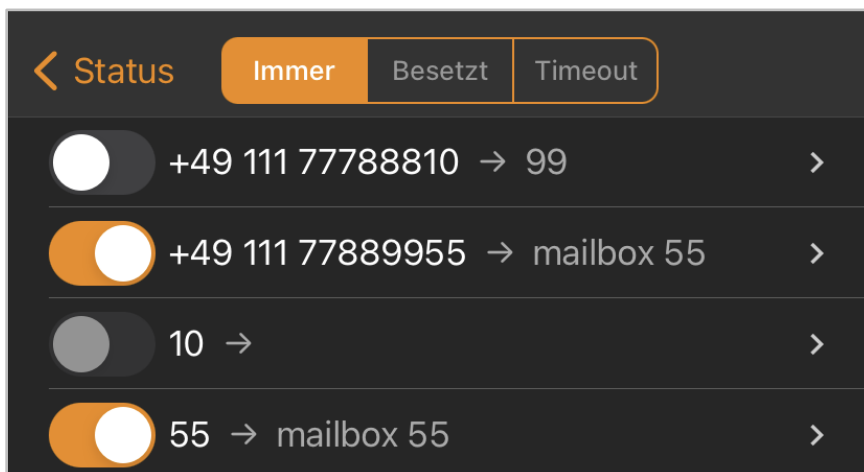 Status Immer Besetzt Timeout
+49 111 77788810 → 99
+49 111 77889955 → mailbox 55
10 →
55 → mailbox 55